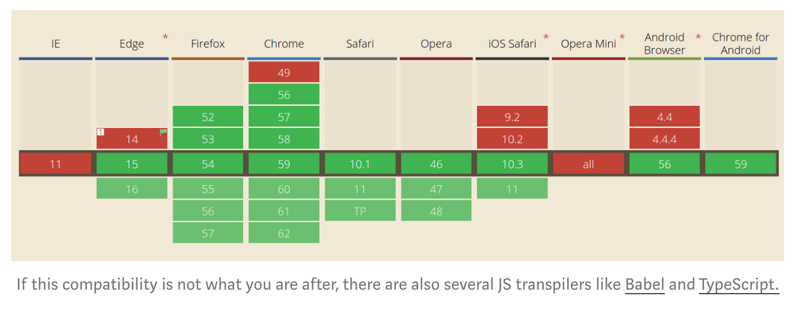 IE Edge * Firefox Chrome Safari Opera iOS Safari * Opera Mini * Android Browser * Chrome for Android
49
56
52 57 9.2 4.4
1 14 53 58 10.2 4.4.4
11 15 54 59 10.1 46 10.3 all 56 59
16 55 60 11 47 11
56 61 TP 48
57 62
If this compatibility is not what you are after, there are also several JS transpilers like Babel and TypeScript.